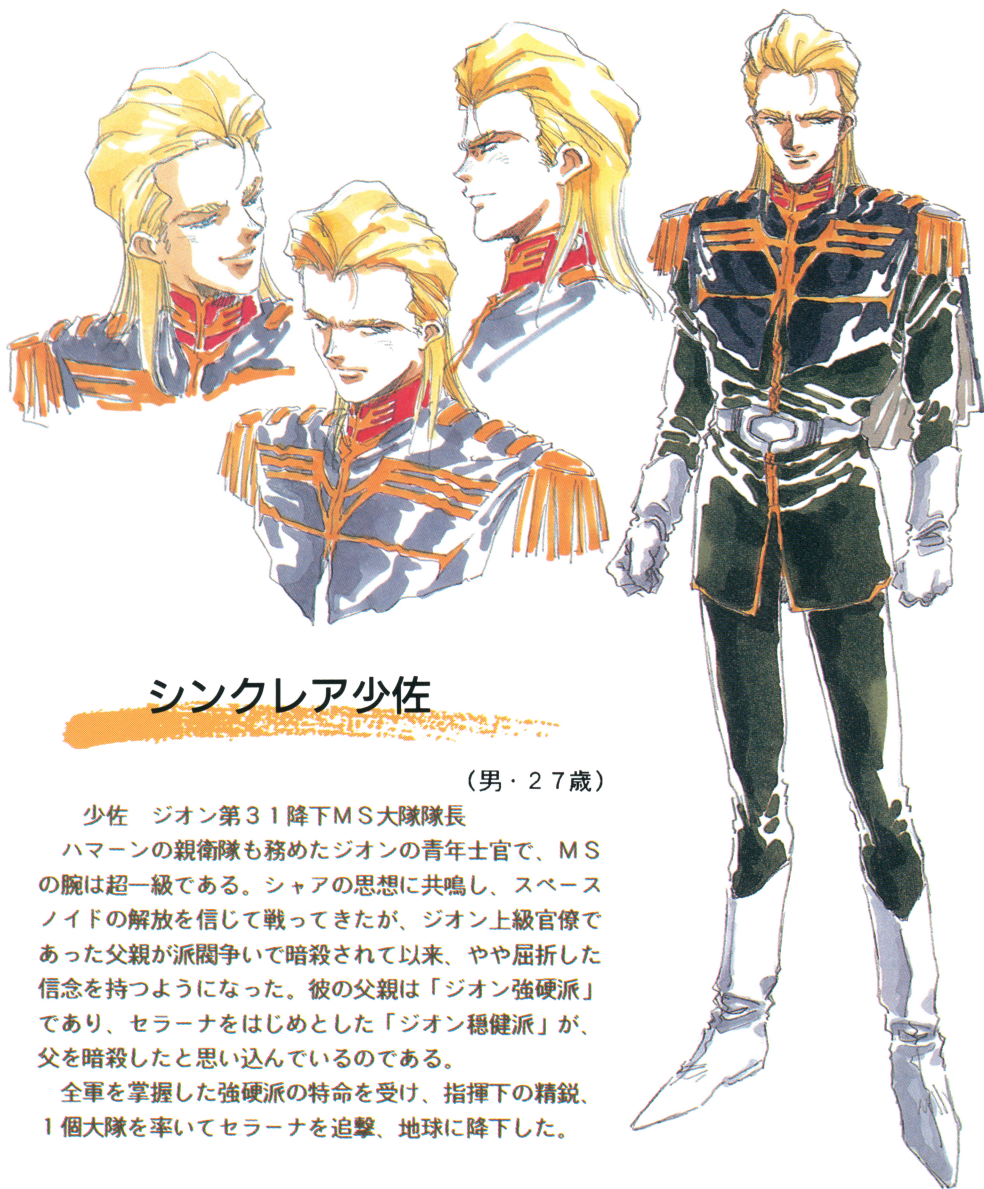 シンクレア少佐
（男・２７歳）
少佐　ジオン第３１降下ＭＳ大隊隊長
ハマーンの親衛隊も務めたジオンの青年士官で、ＭＳ
の腕は超一級である。シャアの思想に共鳴し、スペース
ノイドの解放を信じて戦ってきたが、ジオン上級官僚で
あった父親が派閥争いで暗殺されて以来、やや屈折した
信念を持つようになった。彼の父親は「ジオン強硬派」
であり、セラーナをはじめとした「ジオン穏健派」が、
父を暗殺したと思い込んでいるのである。
全軍を掌握した強硬派の特命を受け、指揮下の精鋭、
１個大隊を率いてセラーナを追撃、地球に降下した。